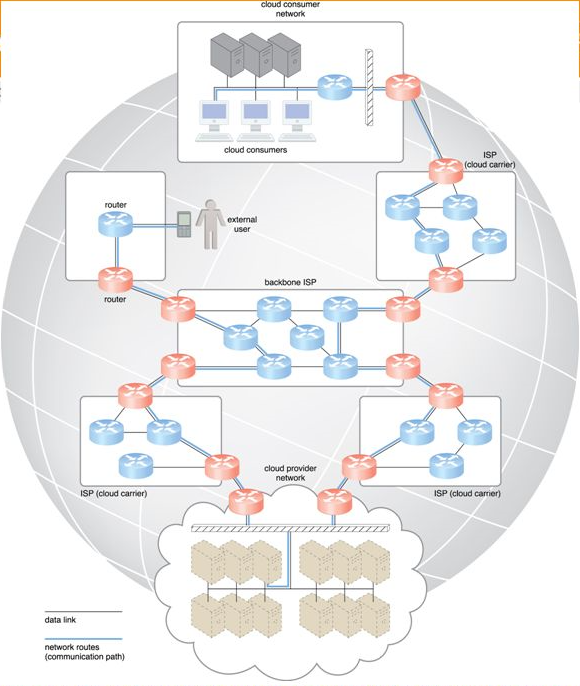 cloud consumer
network
cloud consumers
ISP
(cloud carrier)
router
external
user
router
backbone ISP
cloud provider
network
ISP (cloud carrier)
ISP (cloud carrier)
data link
network routes
(communication path)